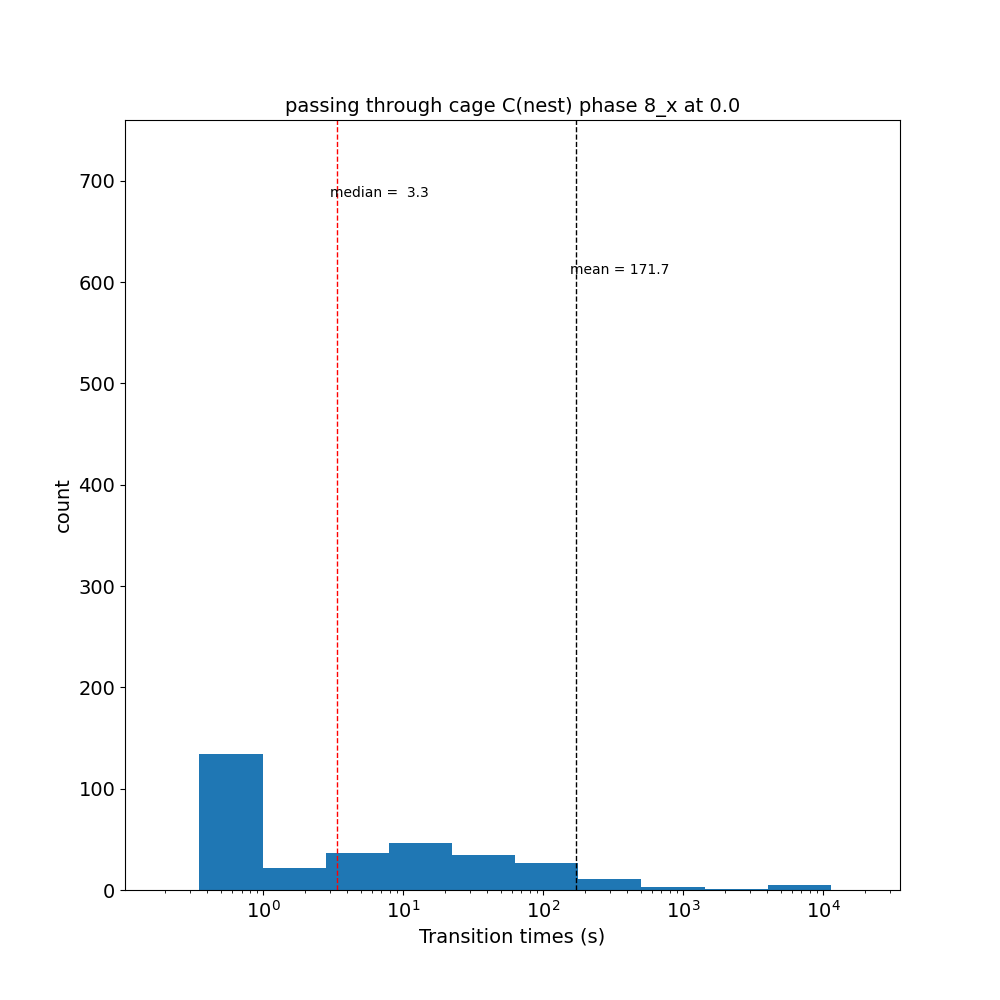 passing through cage C(nest) phase 8_x at 0.0
700
median =  3.3
mean = 171.7
600
500
400
count
300
200
100
0
10⁰ 10¹ 10² 10³ 10⁴
Transition times (s)